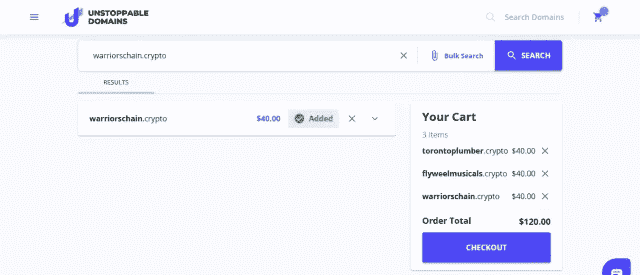 UNSTOPPABLE
DOMAINS
Search Domains
warriorschain.crypto
Bulk Search
SEARCH
RESULTS
warriorschain.crypto $40.00 Added
Your Cart
3 Items
torontoplumber.crypto $40.00
flyweelmusicals.crypto $40.00
warriorschain.crypto $40.00
Order Total $120.00
CHECKOUT